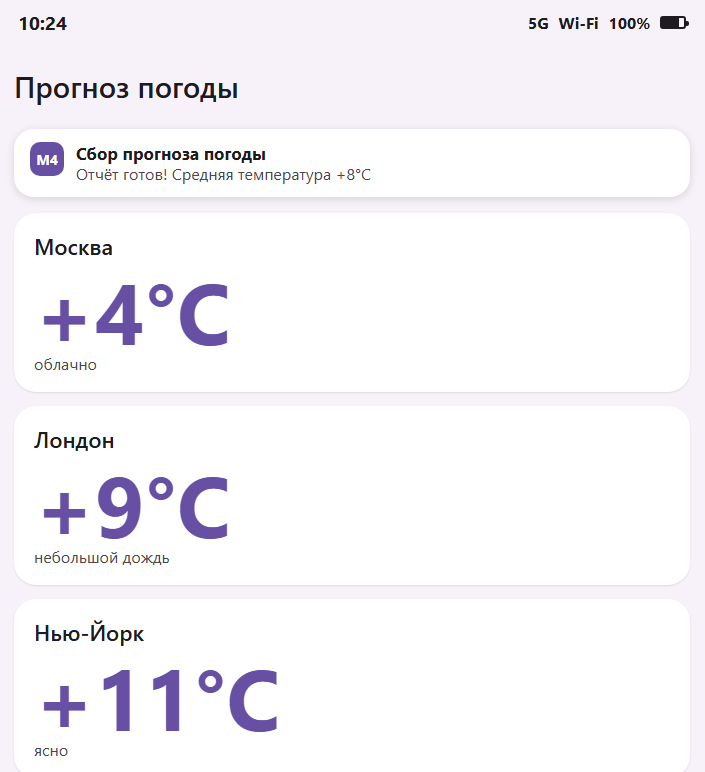 10:24 5G Wi-Fi 100%
Прогноз погоды
M4
Сбор прогноза погоды
Отчёт готов! Средняя температура +8°C
Москва
+4°C
облачно
Лондон
+9°C
небольшой дождь
Нью-Йорк
+11°C
ясно